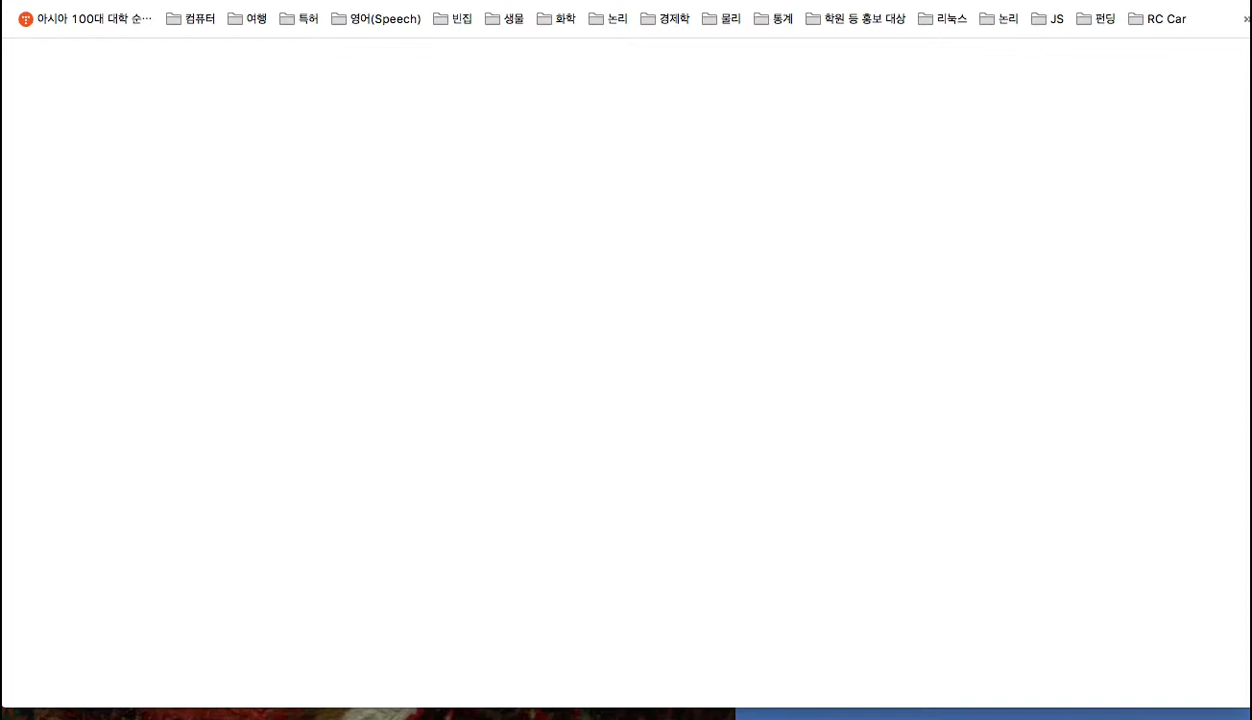 아시아 100대 대학 순… 컴퓨터 여행 특허 영어(Speech) 빈집 생물 화학 논리 경제학 물리 통계 학원 등 홍보 대상 리눅스 논리 JS 펀딩 RC Car »